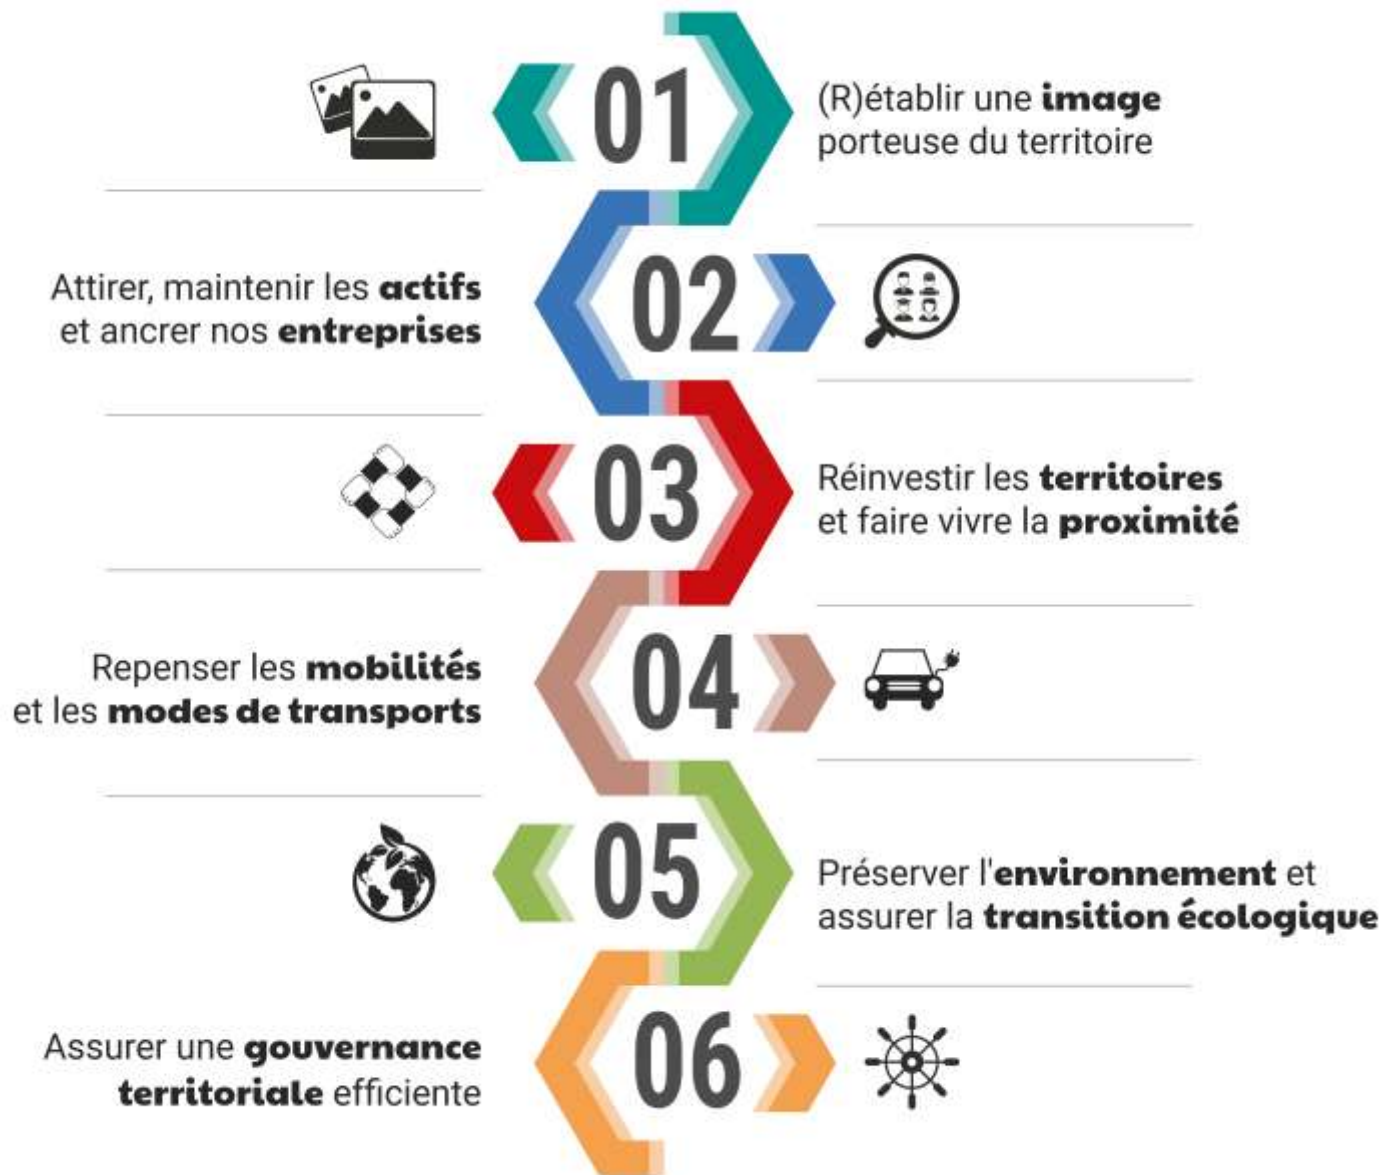 01
(R)établir une image
porteuse du territoire
Attirer, maintenir les actifs
et ancrer nos entreprises
02
03
Réinvestir les territoires
et faire vivre la proximité
Repenser les mobilités
et les modes de transports
04
05
Préserver l'environnement et
assurer la transition écologique
Assurer une gouvernance
territoriale efficiente
06